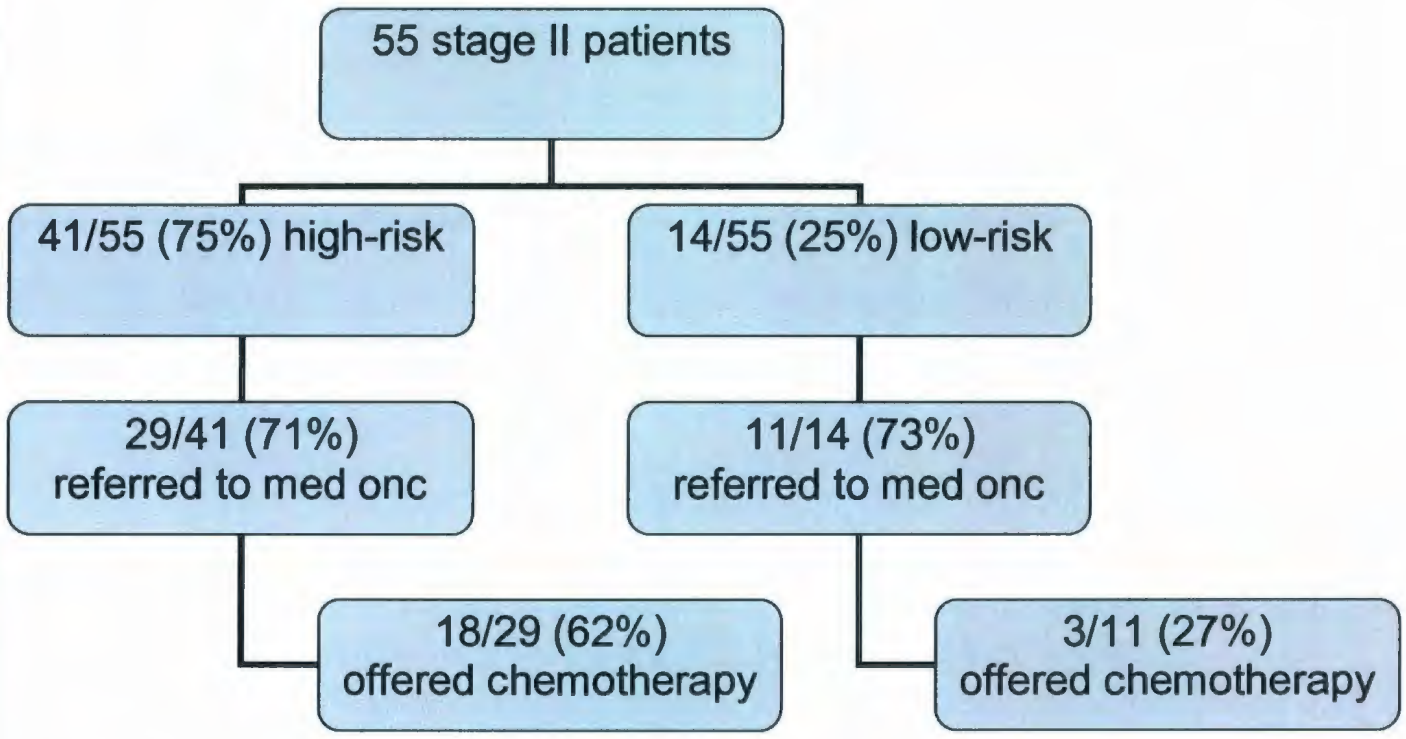 55 stage II patients
41/55 (75%) high-risk
14/55 (25%) low-risk
29/41 (71%)
referred to med onc
11/14 (73%)
referred to med onc
18/29 (62%)
offered chemotherapy
3/11 (27%)
offered chemotherapy